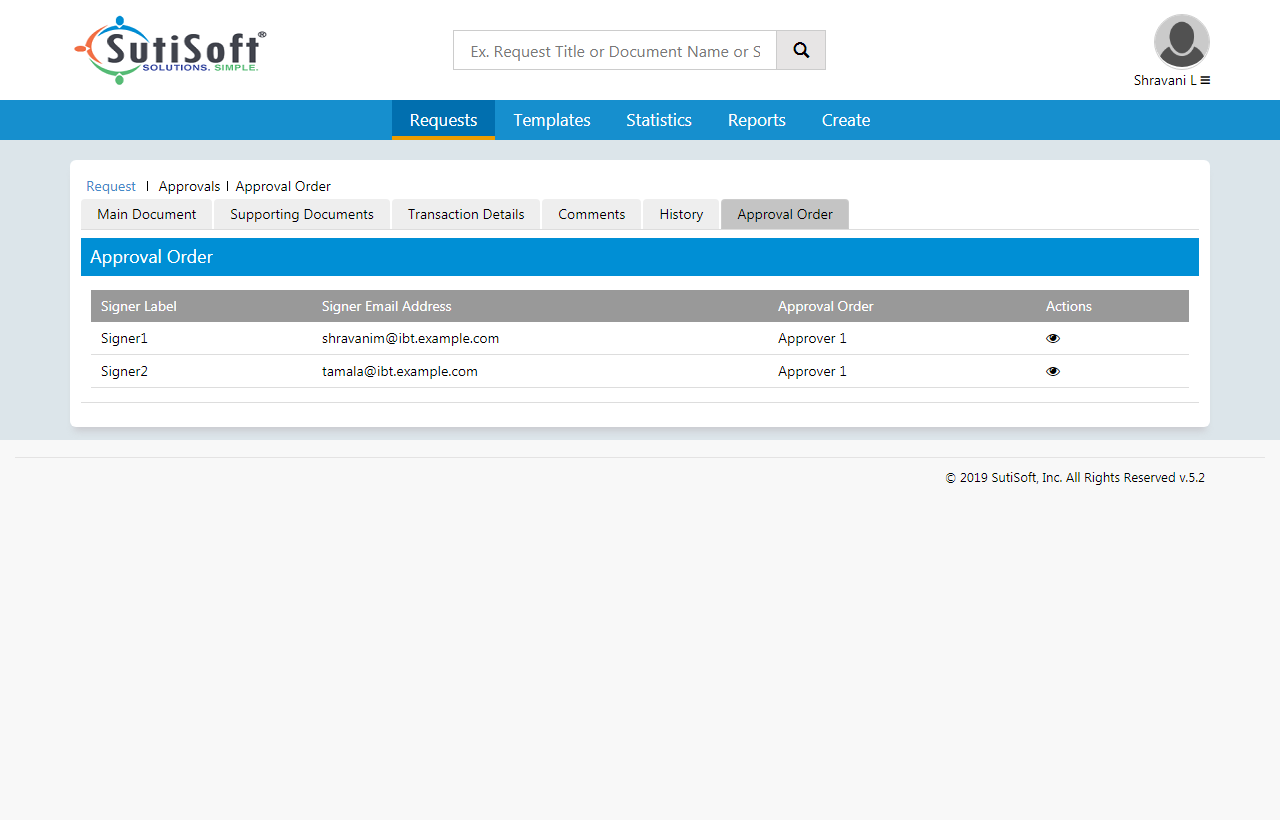 SutiSoft®
SOLUTIONS. SIMPLE.
Ex. Request Title or Document Name or S
Shravani L
Requests Templates Statistics Reports Create
Request | Approvals | Approval Order
Main Document Supporting Documents Transaction Details Comments History Approval Order
Approval Order
Signer Label Signer Email Address Approval Order Actions
Signer1 shravanim@ibt.example.com Approver 1
Signer2 tamala@ibt.example.com Approver 1
© 2019 SutiSoft, Inc. All Rights Reserved v.5.2